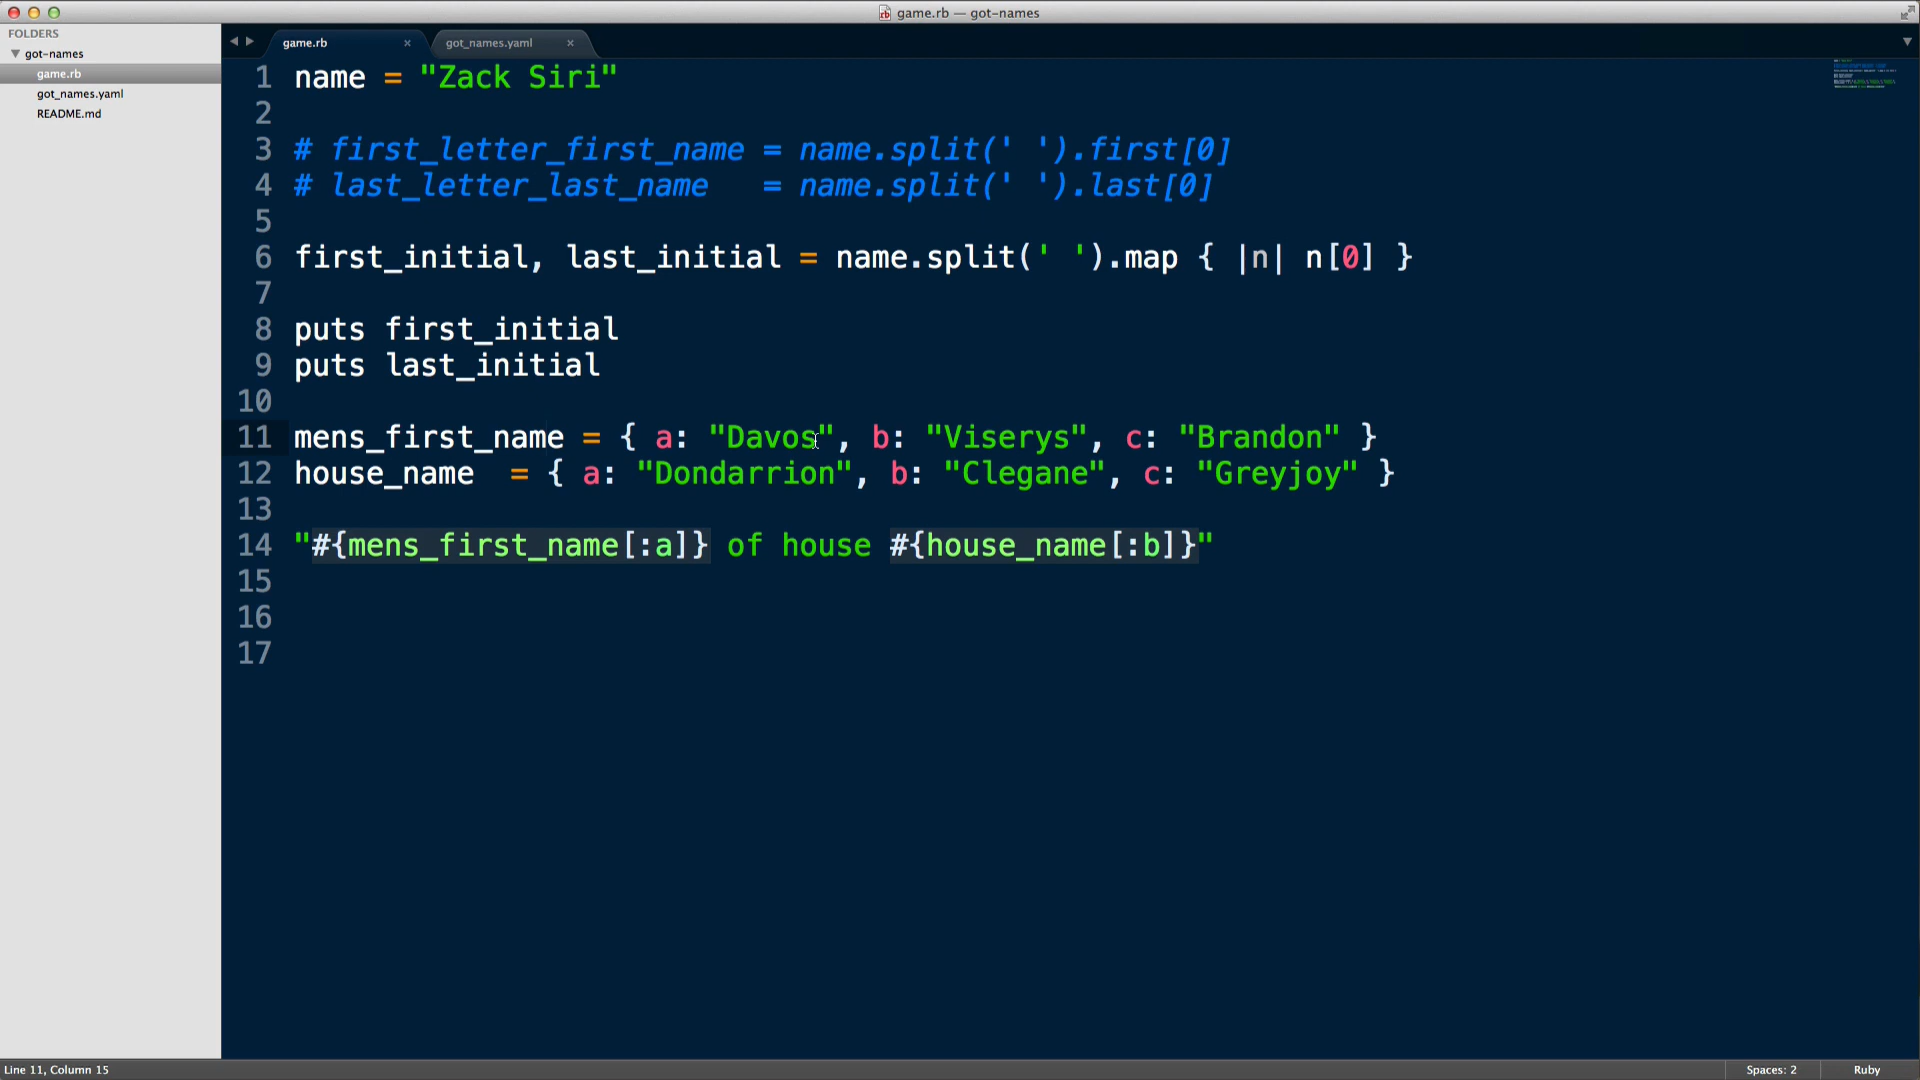 game.rb — got-names
FOLDERS
got-names
game.rb
got_names.yaml
README.md
game.rb × got_names.yaml ×
1 name = "Zack Siri"
2
3 # first_letter_first_name = name.split(' ').first[0]
4 # last_letter_last_name   = name.split(' ').last[0]
5
6 first_initial, last_initial = name.split(' ').map { |n| n[0] }
7
8 puts first_initial
9 puts last_initial
10
11 mens_first_name = { a: "Davos", b: "Viserys", c: "Brandon" }
12 house_name  = { a: "Dondarrion", b: "Clegane", c: "Greyjoy" }
13
14 "#{mens_first_name[:a]} of house #{house_name[:b]}"
15
16
17
Line 11, Column 15 Spaces: 2 Ruby